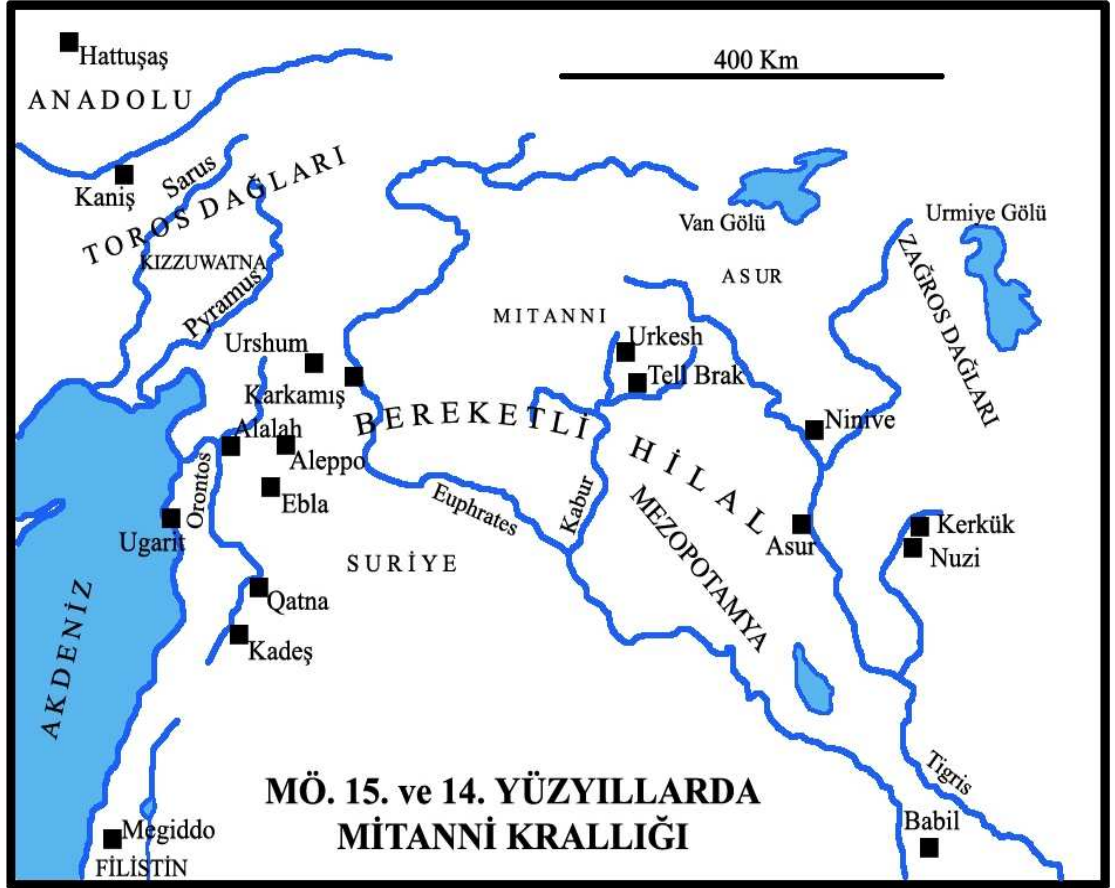 Hattuşaş
400 Km
ANADOLU
Kaniş
Sarus
TOROS DAĞLARI
Van Gölü
Urmiye Gölü
KIZZUWATNA
ASUR
ZAĞROS DAĞLARI
Pyramus
MITANNI
Urshum
Urkesh
Karkamış
Tell Brak
BEREKETLİ HİLAL
Ninive
Alalah
Aleppo
Orontos
Ebla
Euphrates
Kabur
MEZOPOTAMYA
Ugarit
Asur
Kerkük
Nuzi
SURİYE
Qatna
Kadeş
AKDENİZ
Tigris
MÖ. 15. ve 14. YÜZYILLARDA
MİTANNİ KRALLIĞI
Babil
Megiddo
FİLİSTİN